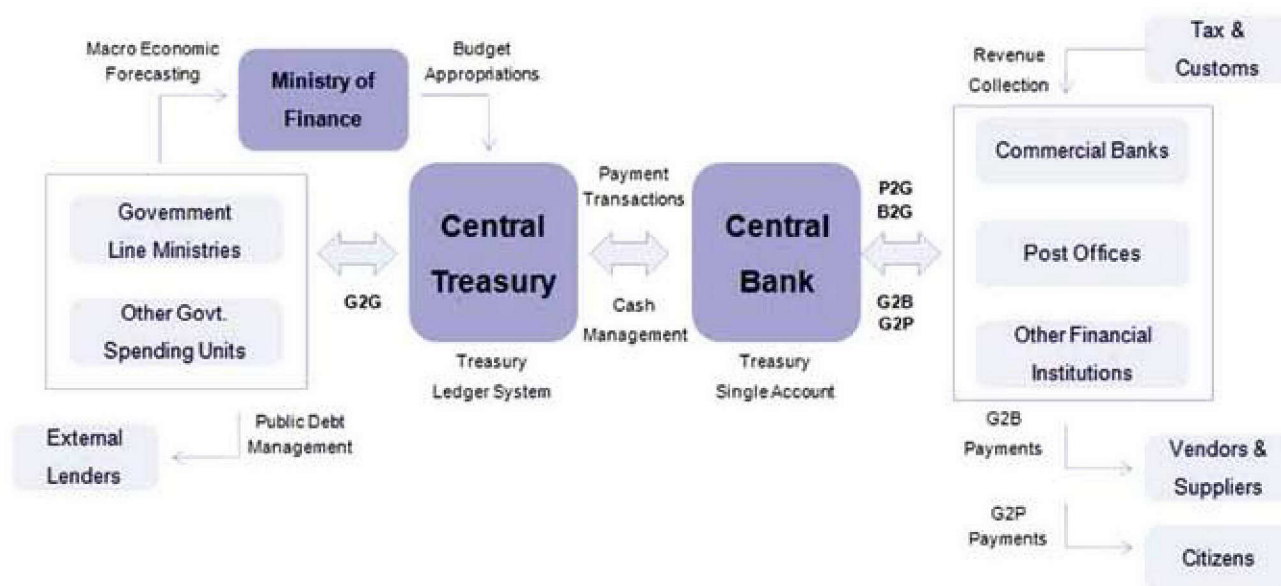 Macro Economic
Forecasting
Ministry of
Finance
Budget
Appropriations
Revenue
Collection
Tax &
Customs
Government
Line Ministries
Other Govt.
Spending Units
G2G
Central
Treasury
Treasury
Ledger System
Payment
Transactions
Cash
Management
Central
Bank
Treasury
Single Account
P2G
B2G
G2B
G2P
Commercial Banks
Post Offices
Other Financial
Institutions
External
Lenders
Public Debt
Management
G2B
Payments
Vendors &
Suppliers
G2P
Payments
Citizens